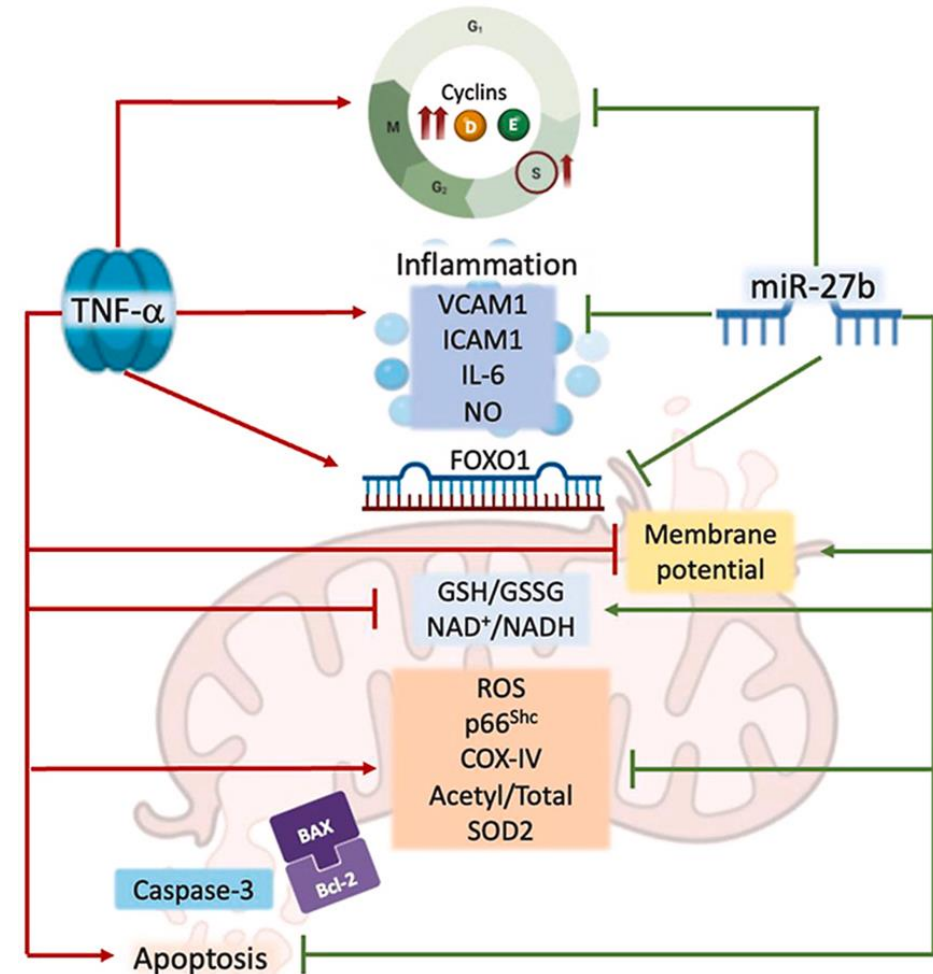 G₁
Cyclins
M
D
E
S
G₂
Inflammation
TNF-α
VCAM1
ICAM1
IL-6
NO
miR-27b
FOXO1
Membrane
potential
GSH/GSSG
NAD⁺/NADH
ROS
p66ˢʰᶜ
COX-IV
Acetyl/Total
SOD2
BAX
Bcl-2
Caspase-3
Apoptosis